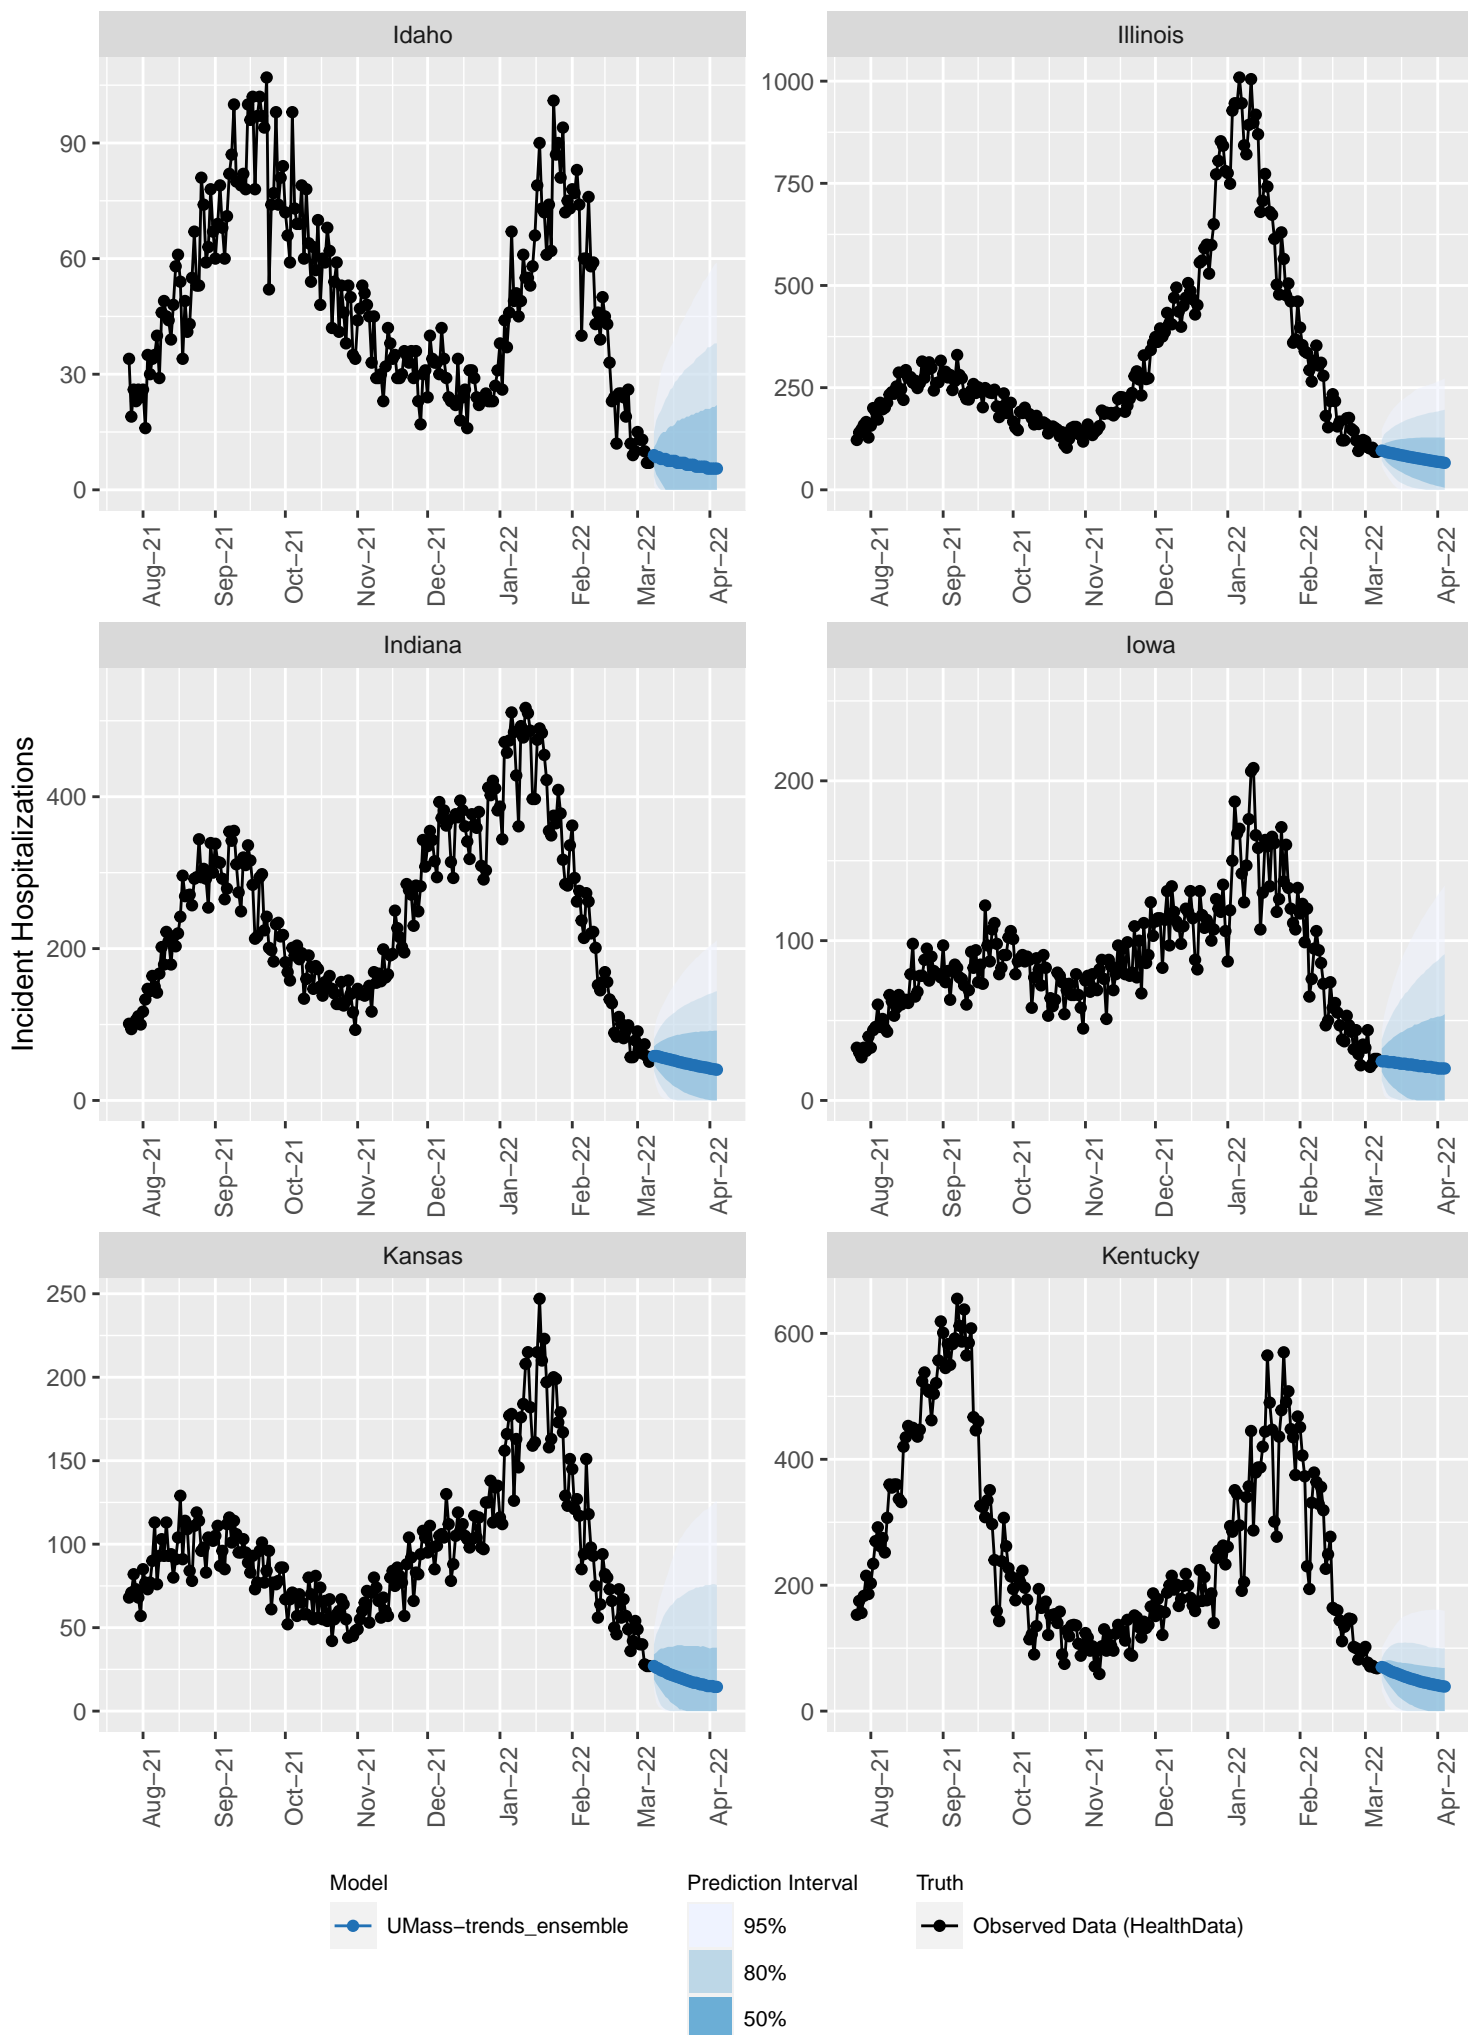 Idaho
Illinois
90
60
30
0
1000
750
500
250
0
Aug−21
Sep−21
Oct−21
Nov−21
Dec−21
Jan−22
Feb−22
Mar−22
Apr−22
Aug−21
Sep−21
Oct−21
Nov−21
Dec−21
Jan−22
Feb−22
Mar−22
Apr−22
Incident Hospitalizations
Indiana
Iowa
400
200
0
200
100
0
Aug−21
Sep−21
Oct−21
Nov−21
Dec−21
Jan−22
Feb−22
Mar−22
Apr−22
Aug−21
Sep−21
Oct−21
Nov−21
Dec−21
Jan−22
Feb−22
Mar−22
Apr−22
Kansas
Kentucky
250
200
150
100
50
0
600
400
200
0
Aug−21
Sep−21
Oct−21
Nov−21
Dec−21
Jan−22
Feb−22
Mar−22
Apr−22
Aug−21
Sep−21
Oct−21
Nov−21
Dec−21
Jan−22
Feb−22
Mar−22
Apr−22
Model
UMass−trends_ensemble
Prediction Interval
95%
80%
50%
Truth
Observed Data (HealthData)